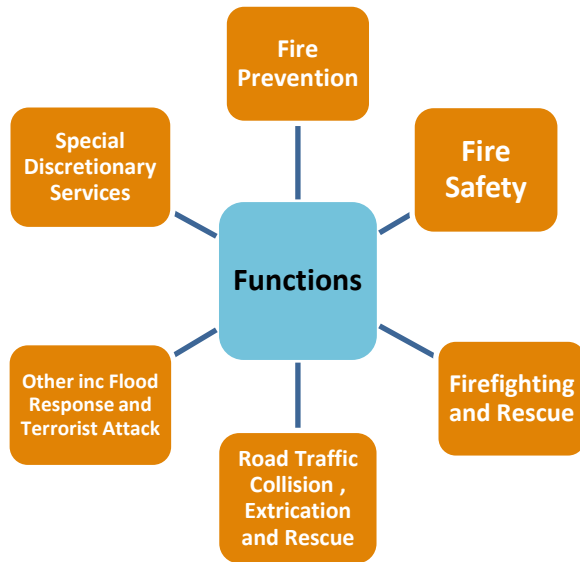 Fire
Prevention
Special
Discretionary
Services
Fire
Safety
Functions
Other inc Flood
Response and
Terrorist Attack
Firefighting
and Rescue
Road Traffic
Collision ,
Extrication
and Rescue